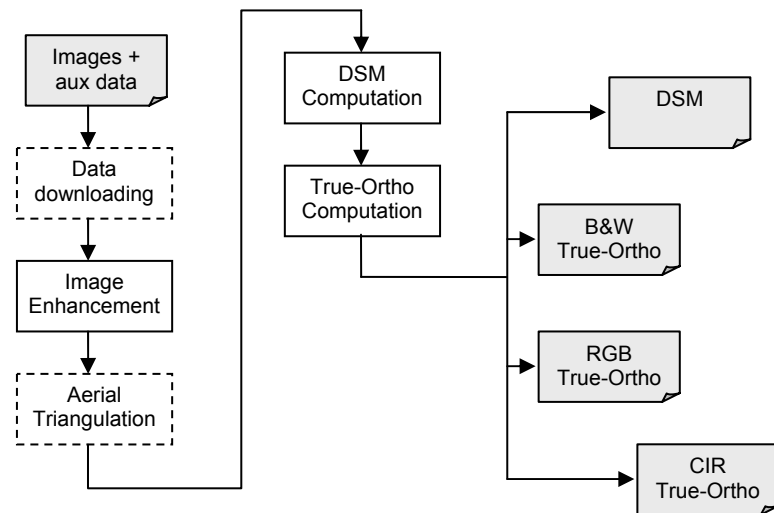 Images +
aux data
Data
downloading
Image
Enhancement
Aerial
Triangulation
DSM
Computation
True-Ortho
Computation
DSM
B&W
True-Ortho
RGB
True-Ortho
CIR
True-Ortho